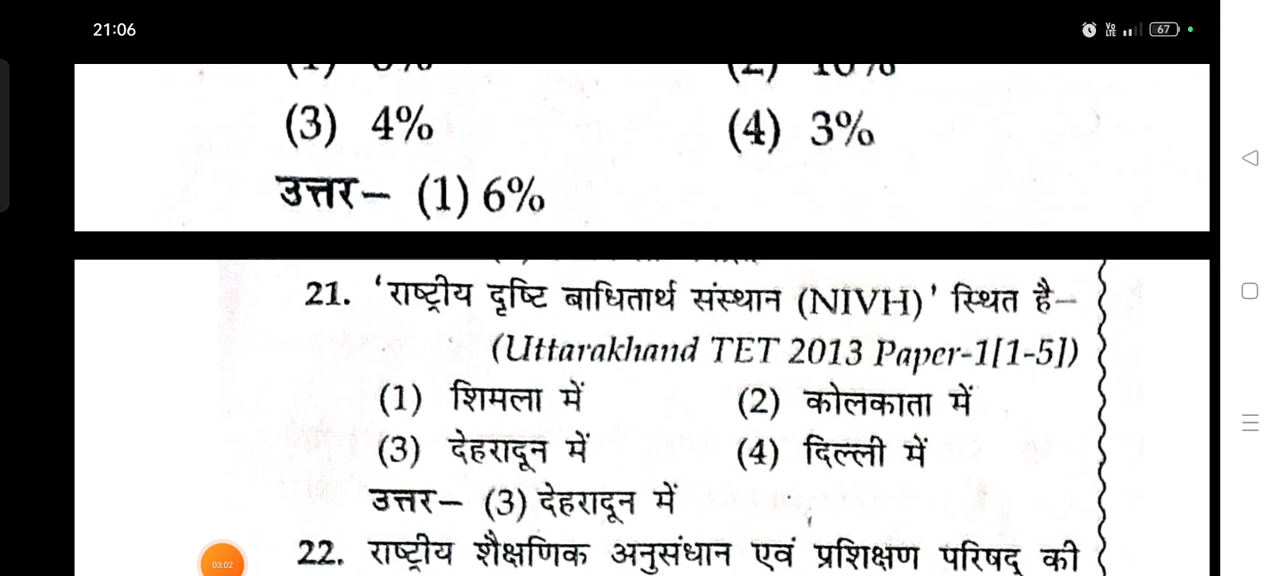 21:06
Vo
LTE
67
(3) 4%
(4) 3%
उत्तर– (1) 6%
21. 'राष्ट्रीय दृष्टि बाधितार्थ संस्थान (NIVH)' स्थित है–
(Uttarakhand TET 2013 Paper-1[1-5])
(1) शिमला में
(2) कोलकाता में
(3) देहरादून में
(4) दिल्ली में
उत्तर– (3) देहरादून में
22. राष्ट्रीय शैक्षणिक अनुसंधान एवं प्रशिक्षण परिषद् की
03:02